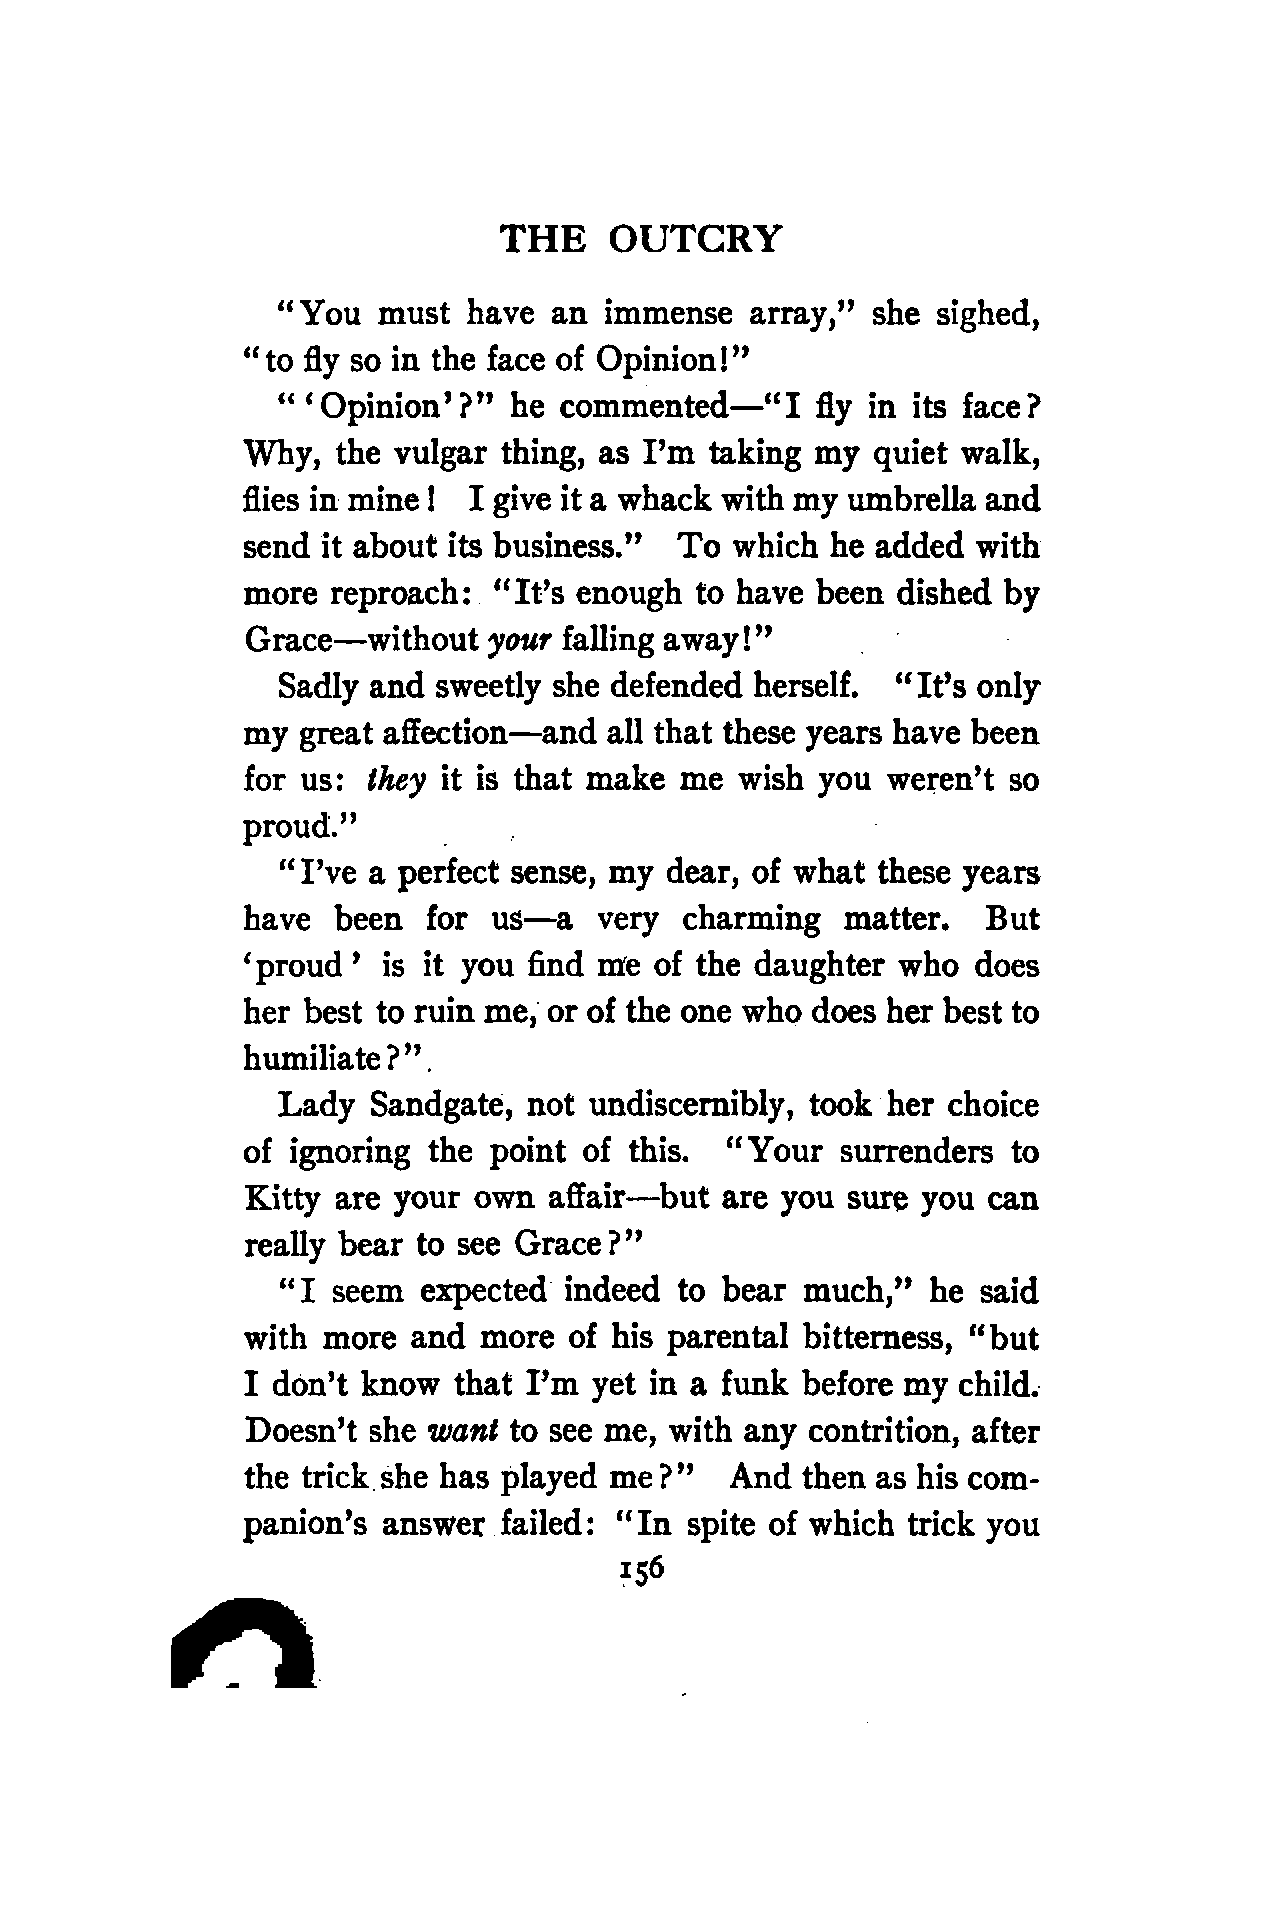 THE OUTCRY
"You must have an immense array," she sighed,
"to fly so in the face of Opinion!"
"'Opinion'?" he commented—"I fly in its face?
Why, the vulgar thing, as I'm taking my quiet walk,
flies in mine! I give it a whack with my umbrella and
send it about its business." To which he added with
more reproach: "It's enough to have been dished by
Grace—without your falling away!"
Sadly and sweetly she defended herself. "It's only
my great affection—and all that these years have been
for us: they it is that make me wish you weren't so
proud."
"I've a perfect sense, my dear, of what these years
have been for us—a very charming matter. But
'proud' is it you find me of the daughter who does
her best to ruin me, or of the one who does her best to
humiliate?"
Lady Sandgate, not undiscernibly, took her choice
of ignoring the point of this. "Your surrenders to
Kitty are your own affair—but are you sure you can
really bear to see Grace?"
"I seem expected indeed to bear much," he said
with more and more of his parental bitterness, "but
I don't know that I'm yet in a funk before my child.
Doesn't she want to see me, with any contrition, after
the trick she has played me?" And then as his com-
panion's answer failed: "In spite of which trick you
156